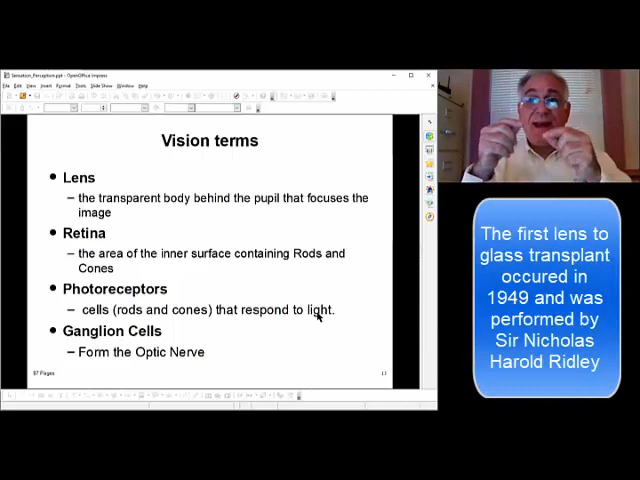 Sensation_Perception.ppt - OpenOffice Impress
File Edit View Insert Format Tools Slide Show Window Help
Vision terms
• Lens
– the transparent body behind the pupil that focuses the
image
• Retina
– the area of the inner surface containing Rods and
Cones
• Photoreceptors
– cells (rods and cones) that respond to light.
• Ganglion Cells
– Form the Optic Nerve
87 Pages
13
The first lens to
glass transplant
occured in
1949 and was
performed by
Sir Nicholas
Harold Ridley